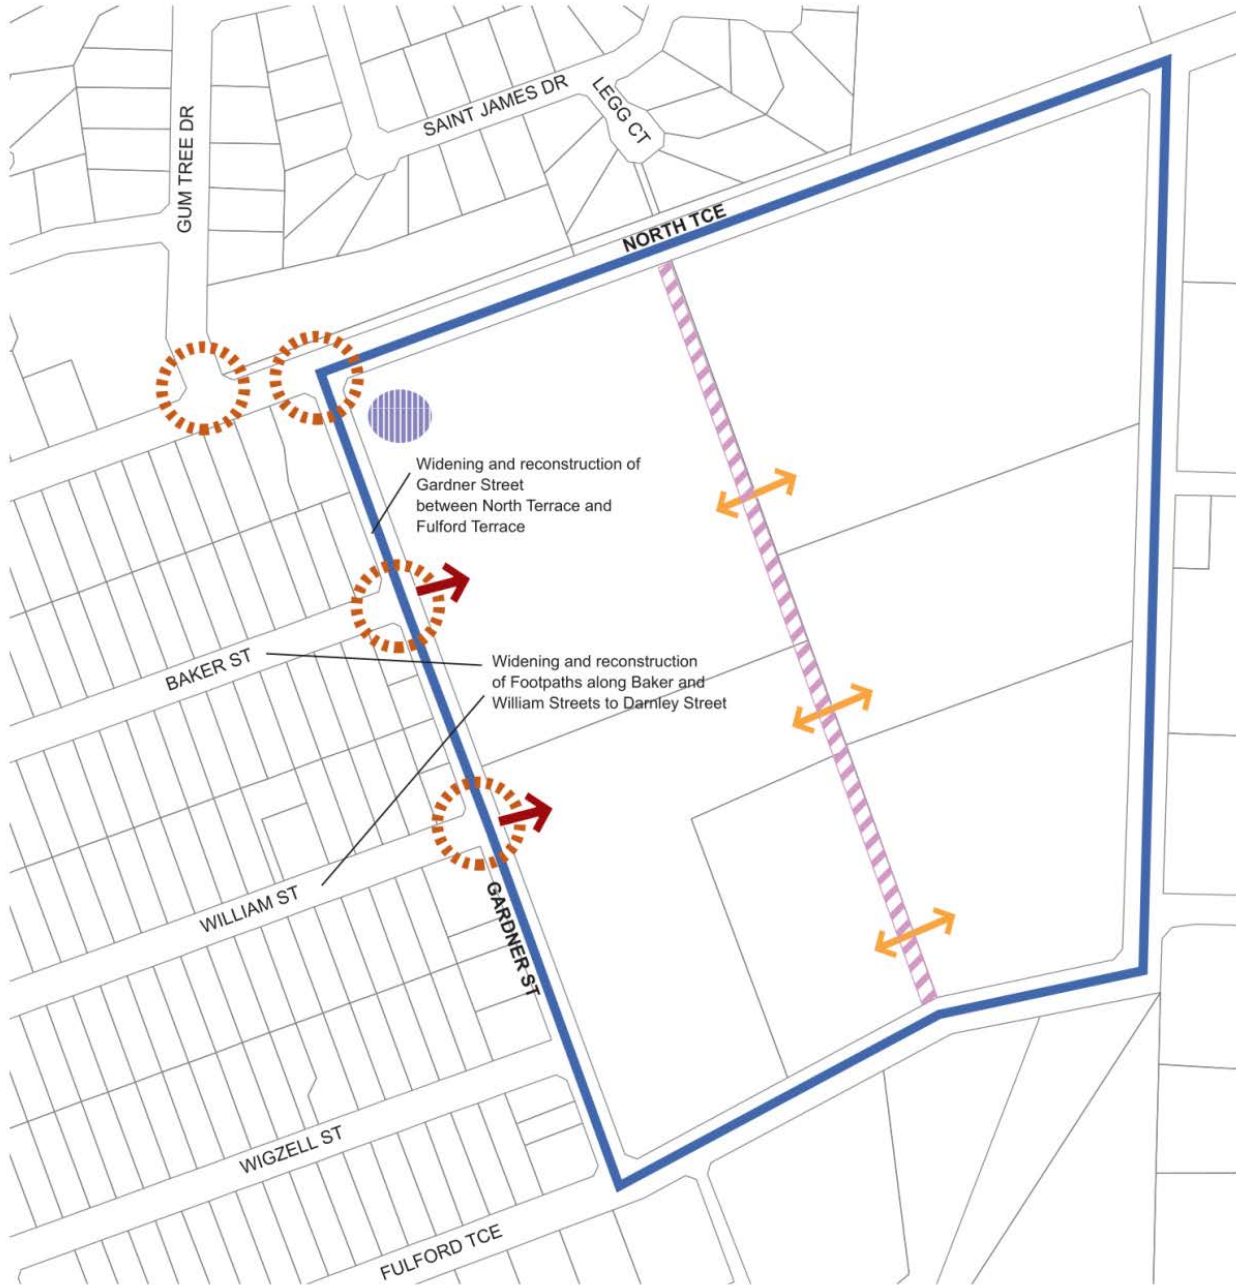 SAINT JAMES DR
LEGG CT
GUM TREE DR
NORTH TCE
Widening and reconstruction of
Gardner Street
between North Terrace and
Fulford Terrace
BAKER ST
Widening and reconstruction
of Footpaths along Baker and
William Streets to Darnley Street
WILLIAM ST
GARDNER ST
WIGZELL ST
FULFORD TCE